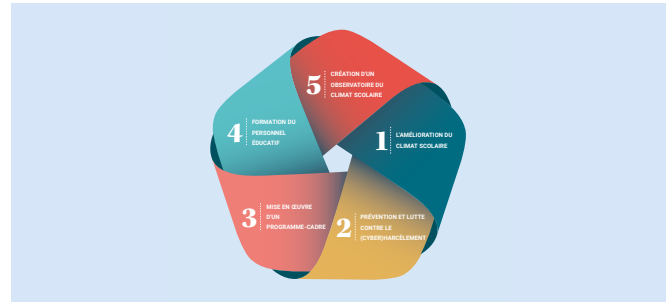 5
CRÉATION D'UN
OBSERVATOIRE DU
CLIMAT SCOLAIRE
1
L'AMÉLIORATION DU
CLIMAT SCOLAIRE
2
PRÉVENTION ET LUTTE
CONTRE LE
(CYBER)HARCÈLEMENT
3
MISE EN ŒUVRE
D'UN
PROGRAMME-CADRE
4
FORMATION DU
PERSONNEL
ÉDUCATIF